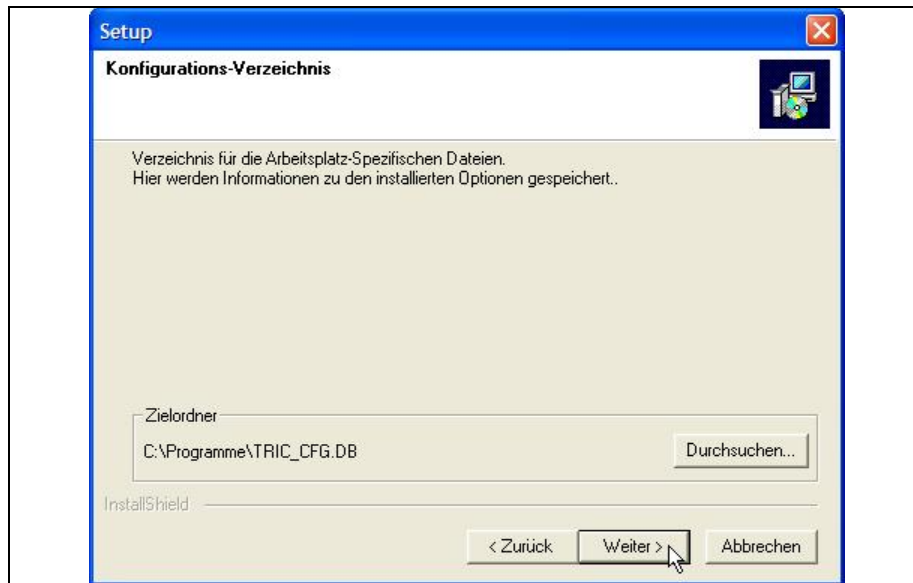 Setup
Konfigurations-Verzeichnis
Verzeichnis für die Arbeitsplatz-Spezifischen Dateien.
Hier werden Informationen zu den installierten Optionen gespeichert..
Zielordner
C:\Programme\TRIC_CFG.DB
Durchsuchen...
InstallShield
< Zurück
Weiter >
Abbrechen